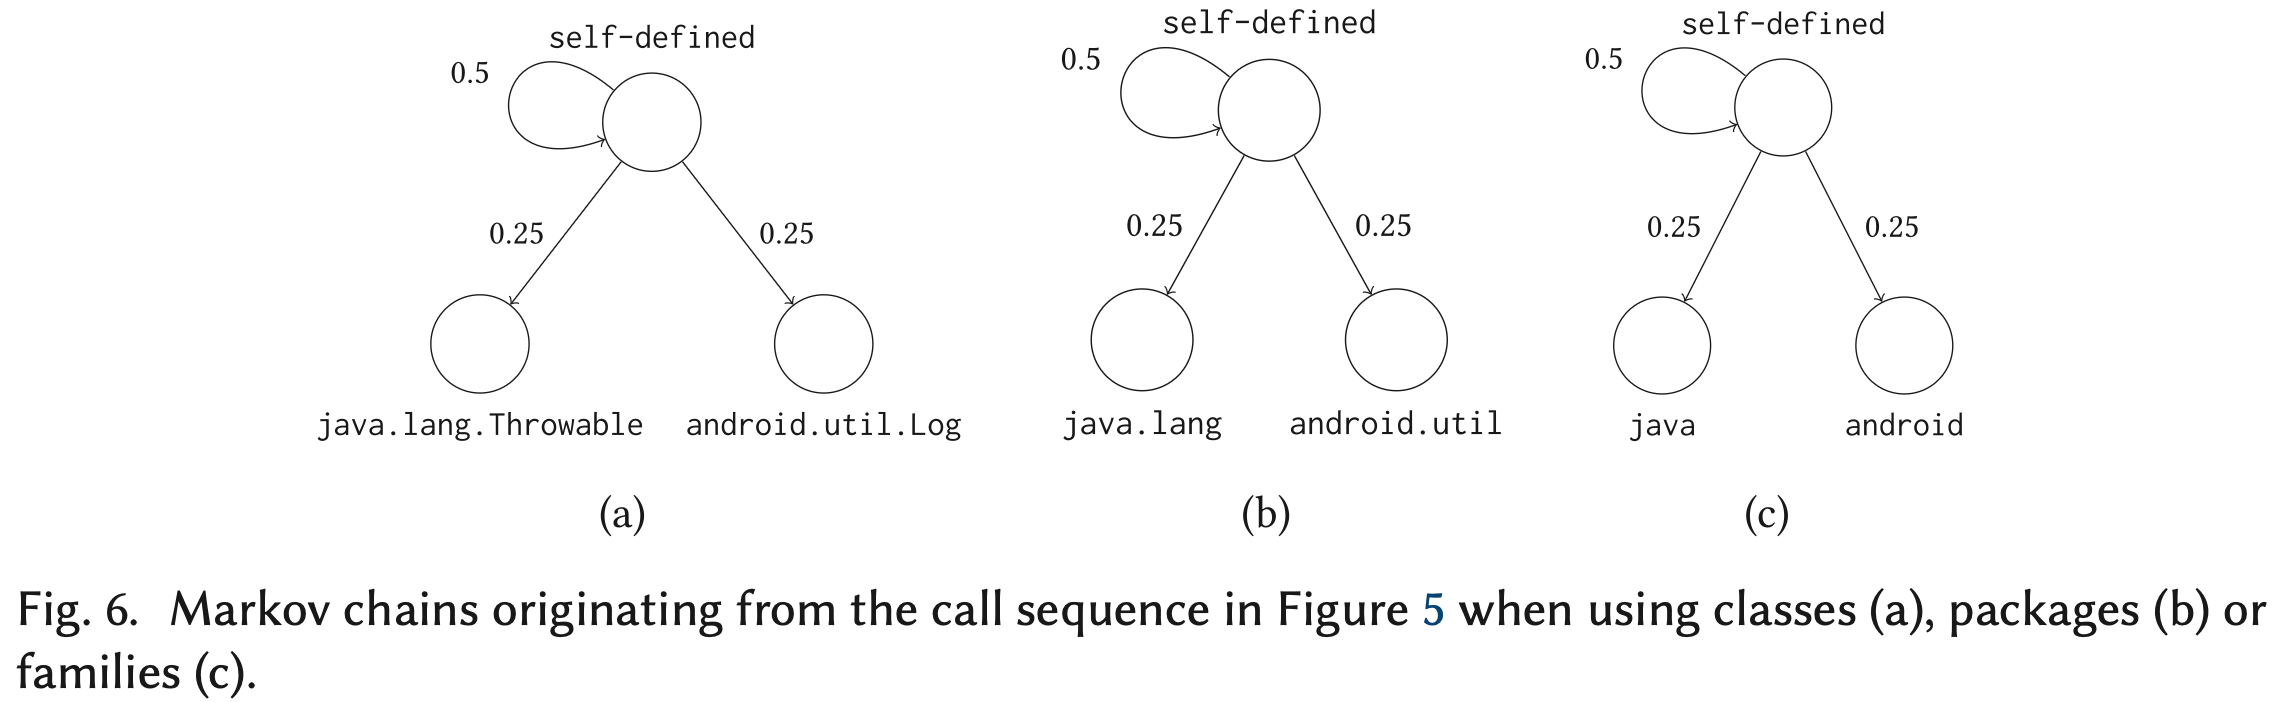 self-defined
0.5
0.25
0.25
java.lang.Throwable
android.util.Log
(a)
self-defined
0.5
0.25
0.25
java.lang
android.util
(b)
self-defined
0.5
0.25
0.25
java
android
(c)
Fig. 6. Markov chains originating from the call sequence in Figure 5 when using classes (a), packages (b) or
families (c).